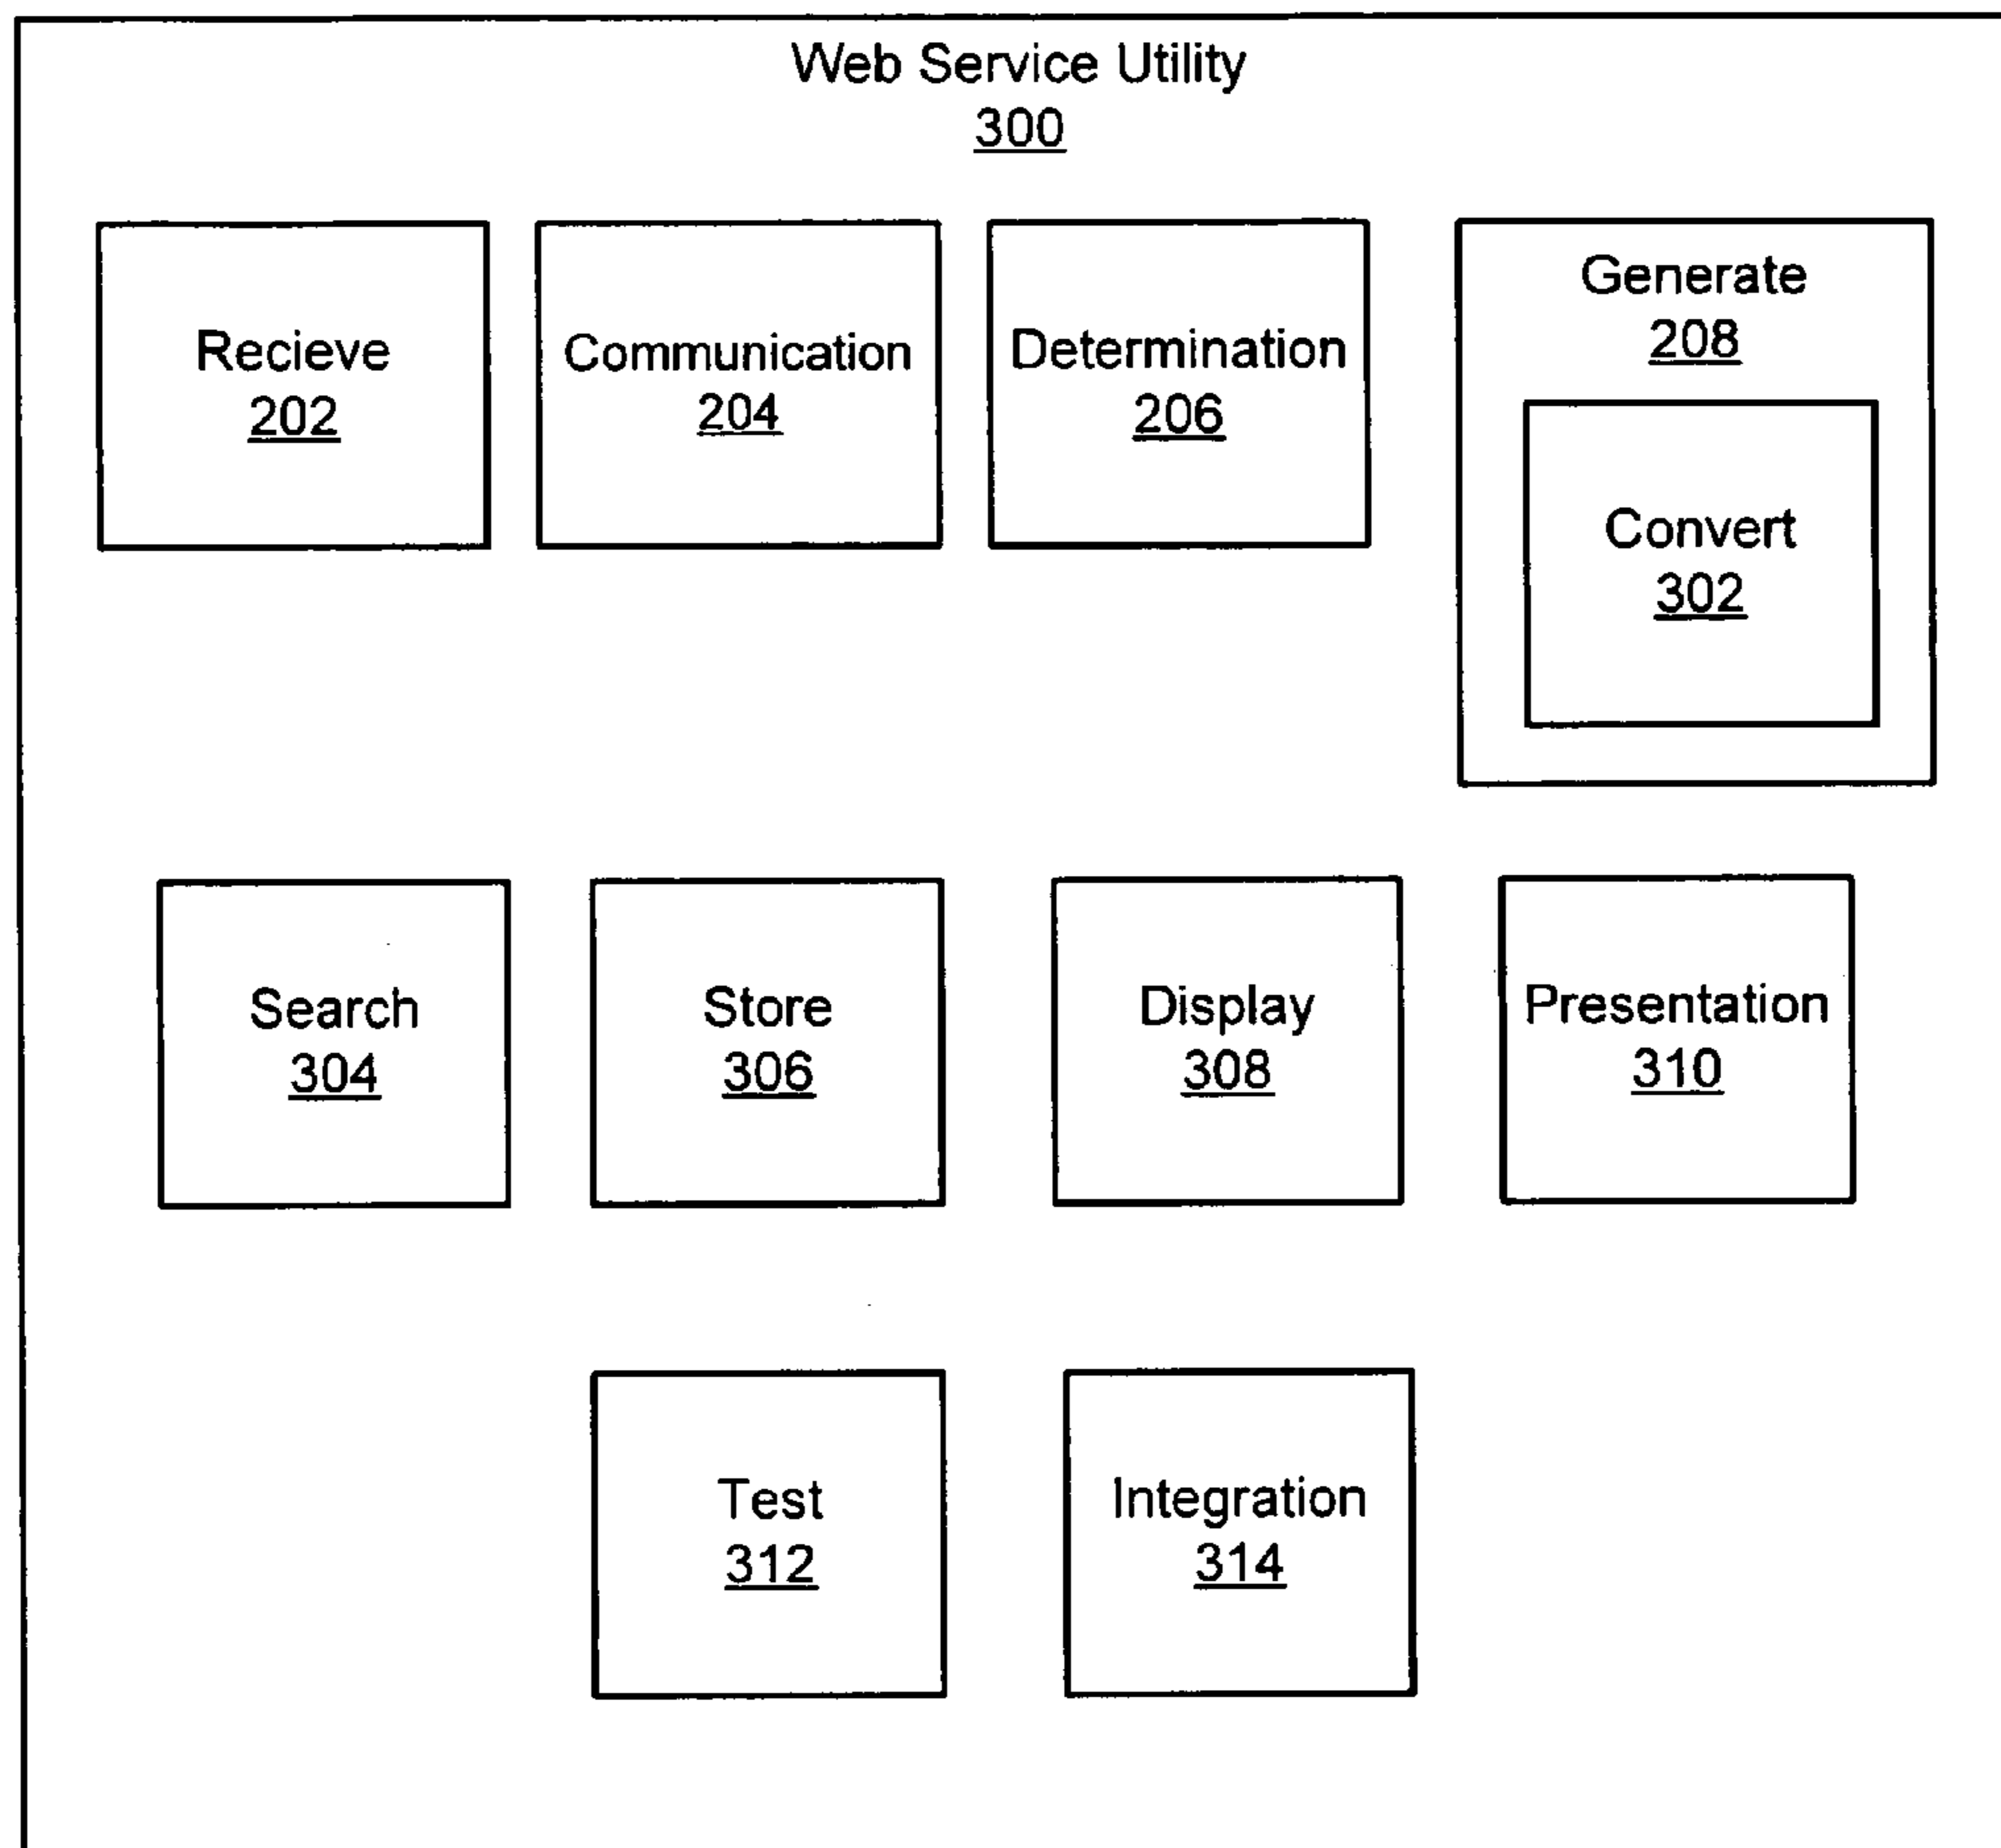 Web Service Utility
300
Recieve
202
Communication
204
Determination
206
Generate
208
Convert
302
Search
304
Store
306
Display
308
Presentation
310
Test
312
Integration
314